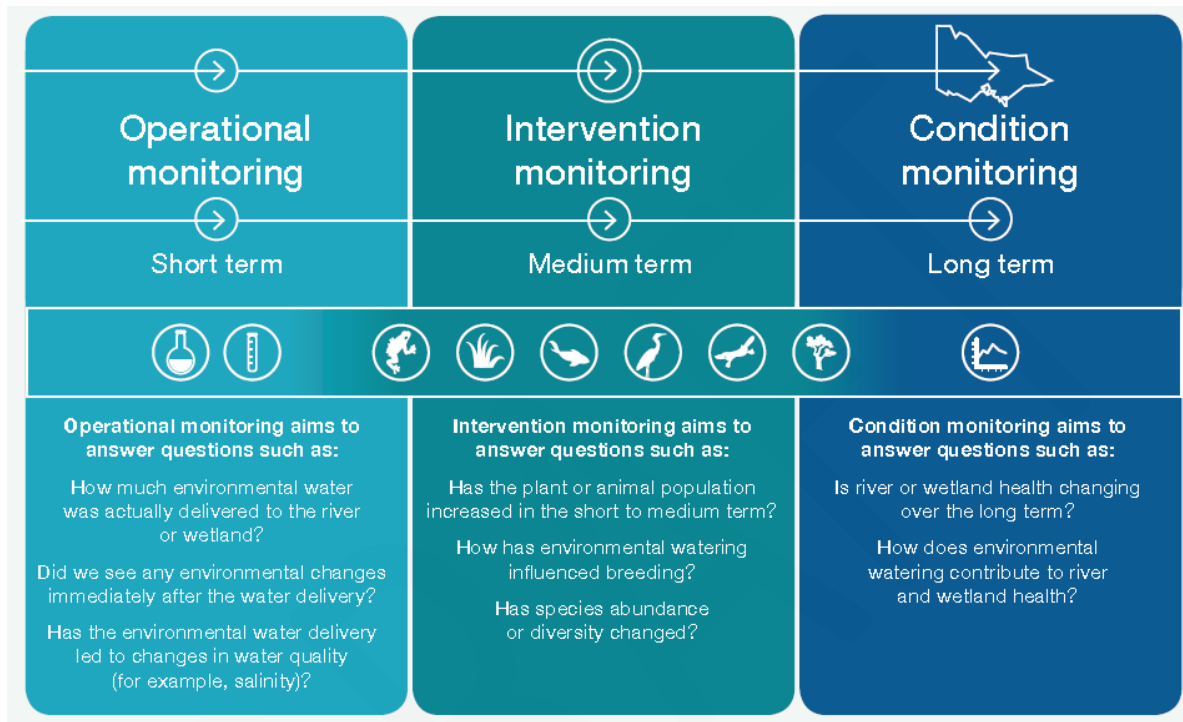 Operational
monitoring
Short term
Intervention
monitoring
Medium term
Condition
monitoring
Long term
Operational monitoring aims to
answer questions such as:
How much environmental water
was actually delivered to the river
or wetland?
Did we see any environmental changes
immediately after the water delivery?
Has the environmental water delivery
led to changes in water quality
(for example, salinity)?
Intervention monitoring aims to
answer questions such as:
Has the plant or animal population
increased in the short to medium term?
How has environmental watering
influenced breeding?
Has species abundance
or diversity changed?
Condition monitoring aims to
answer questions such as:
Is river or wetland health changing
over the long term?
How does environmental
watering contribute to river
and wetland health?